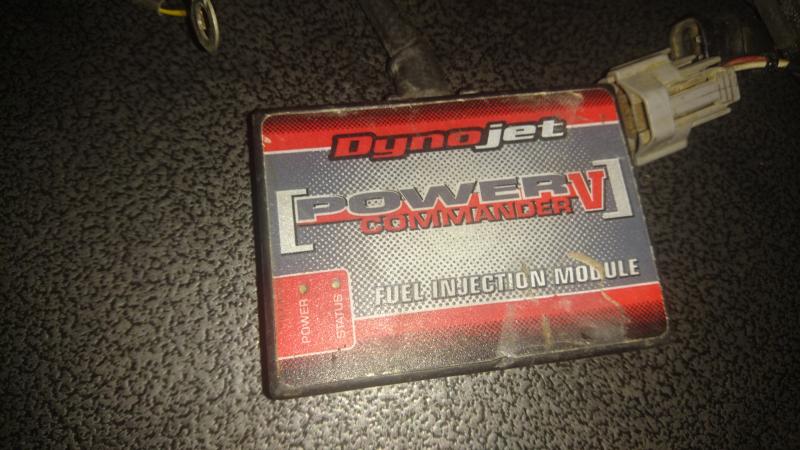 Dynojet
POWER V
COMMANDER
FUEL INJECTION MODULE
POWER
STATUS